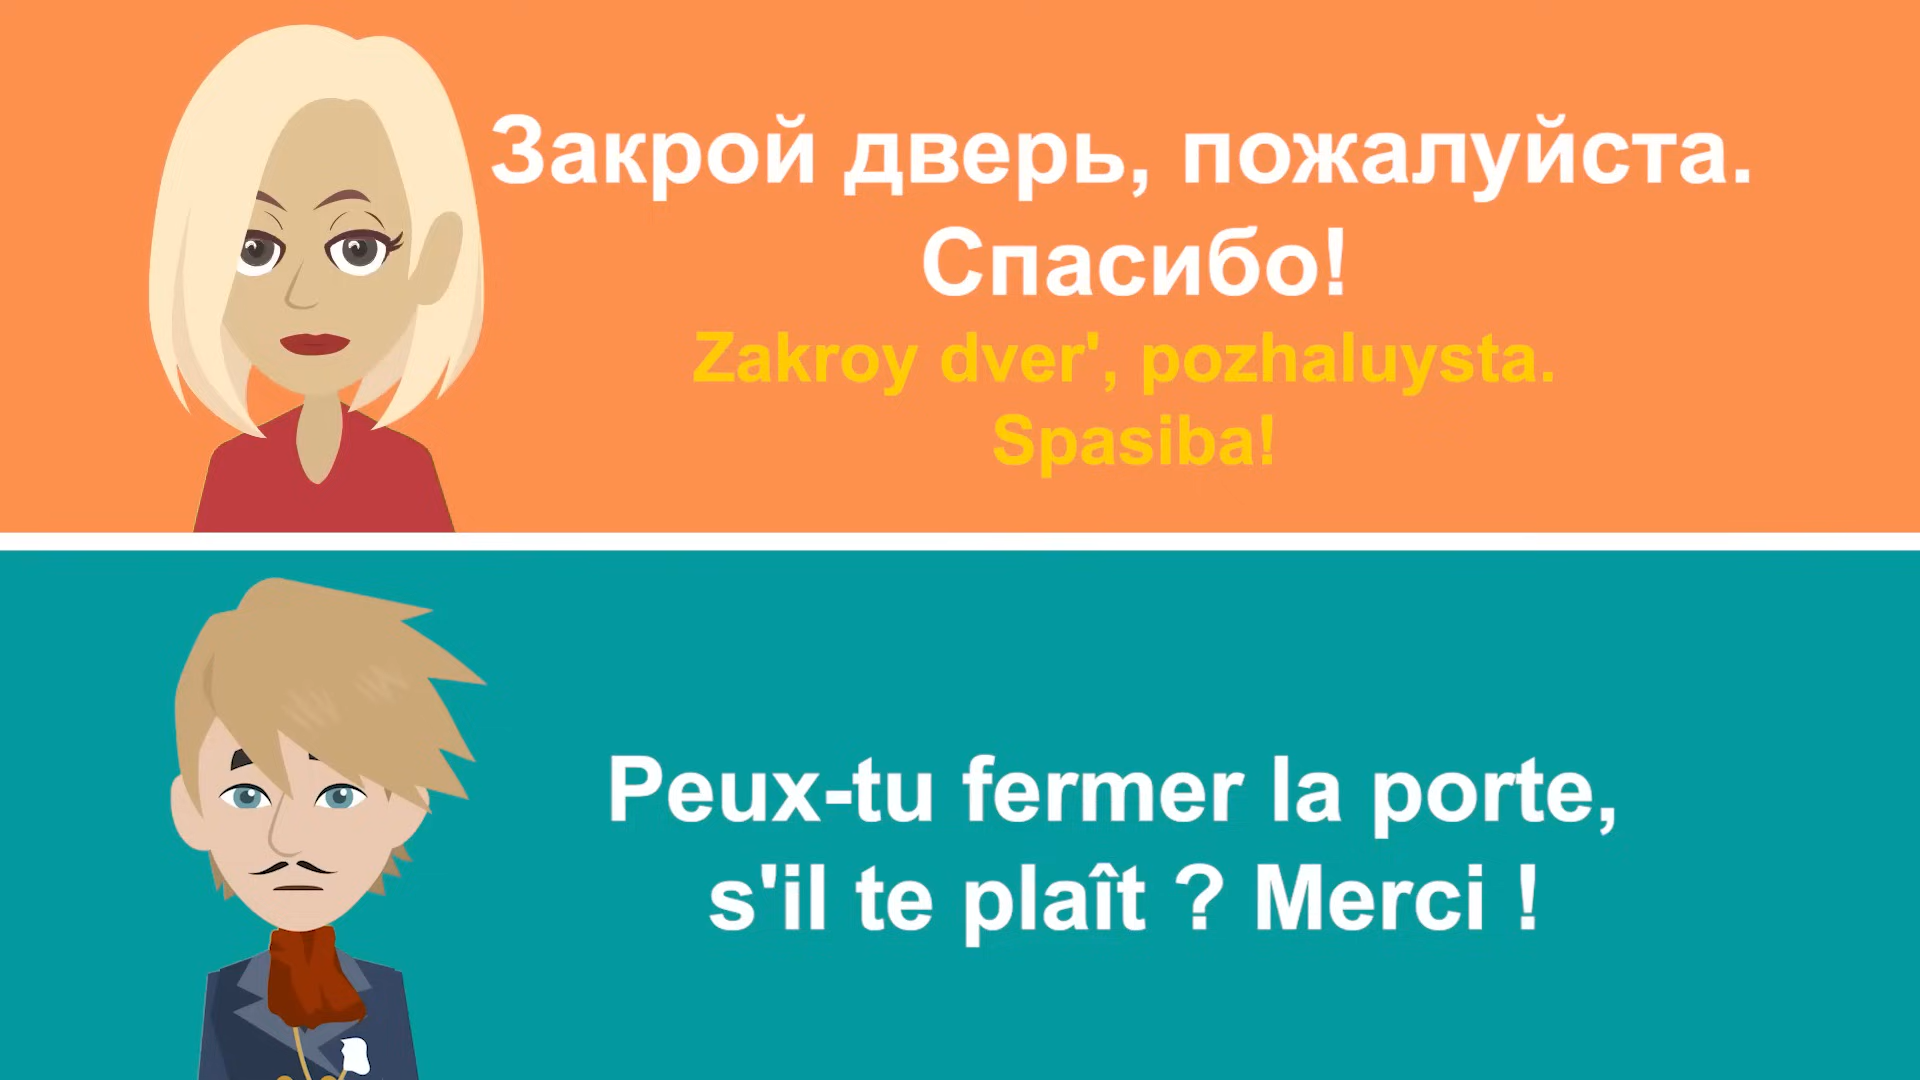 Закрой дверь, пожалуйста.
Спасибо!
Zakroy dver', pozhaluysta.
Spasiba!
Peux-tu fermer la porte,
s'il te plaît ? Merci !